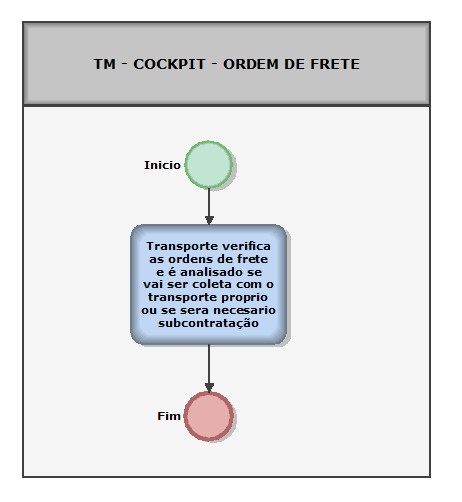 TM - COCKPIT - ORDEM DE FRETE
Inicio
Transporte verifica
as ordens de frete
e é analisado se
vai ser coleta com o
transporte proprio
ou se sera necesario
subcontratação
Fim